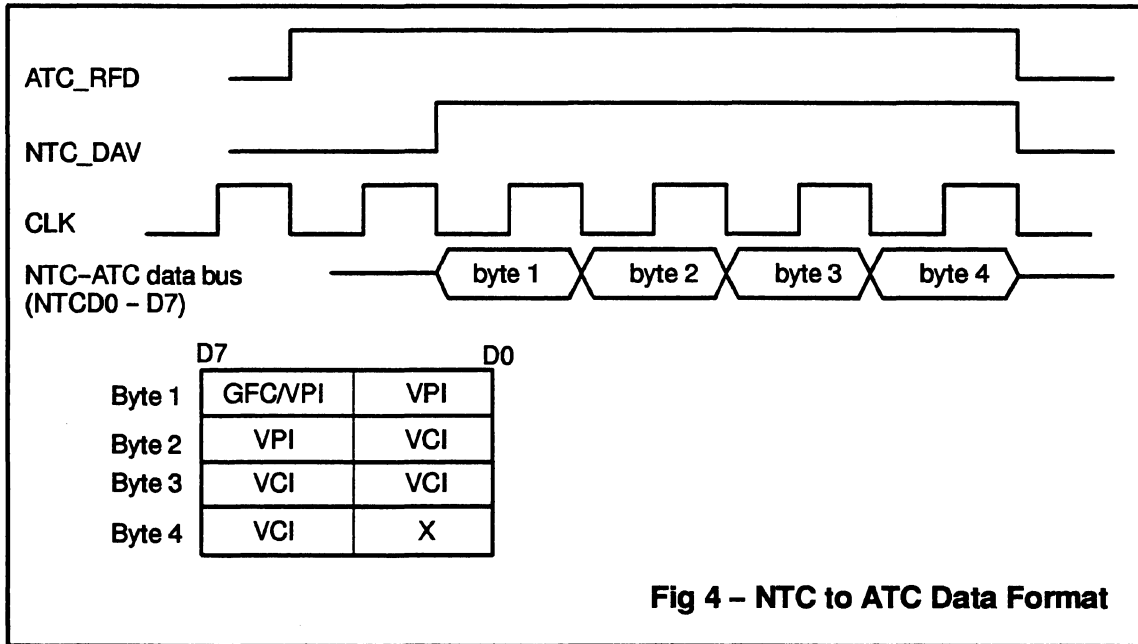 ATC_RFD
NTC_DAV
CLK
NTC–ATC data bus
(NTCD0 – D7)
byte 1 byte 2 byte 3 byte 4
D7 D0
Byte 1 GFC/VPI VPI
Byte 2 VPI VCI
Byte 3 VCI VCI
Byte 4 VCI X
Fig 4 – NTC to ATC Data Format